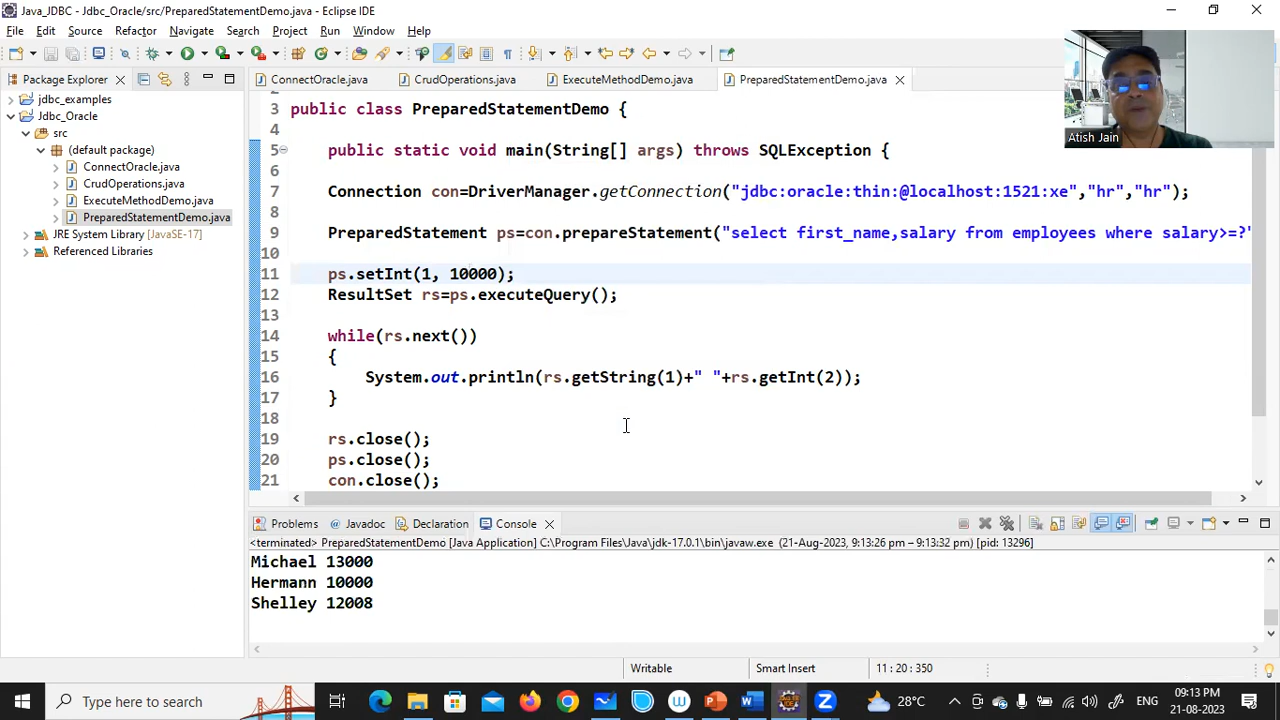 Java_JDBC - Jdbc_Oracle/src/PreparedStatementDemo.java - Eclipse IDE
File Edit Source Refactor Navigate Search Project Run Window Help
Package Explorer
ConnectOracle.java CrudOperations.java ExecuteMethodDemo.java PreparedStatementDemo.java
Atish Jain
jdbc_examples
Jdbc_Oracle
src
(default package)
ConnectOracle.java
CrudOperations.java
ExecuteMethodDemo.java
PreparedStatementDemo.java
JRE System Library [JavaSE-17]
Referenced Libraries
2
3 public class PreparedStatementDemo {
4
5 public static void main(String[] args) throws SQLException {
6
7 Connection con=DriverManager.getConnection("jdbc:oracle:thin:@localhost:1521:xe","hr","hr");
8
9 PreparedStatement ps=con.prepareStatement("select first_name,salary from employees where salary>=?"
10
11 ps.setInt(1, 10000);
12 ResultSet rs=ps.executeQuery();
13
14 while(rs.next())
15 {
16 System.out.println(rs.getString(1)+" "+rs.getInt(2));
17 }
18
19 rs.close();
20 ps.close();
21 con.close();
Problems Javadoc Declaration Console
<terminated> PreparedStatementDemo [Java Application] C:\Program Files\Java\jdk-17.0.1\bin\javaw.exe (21-Aug-2023, 9:13:26 pm – 9:13:32 pm) [pid: 13296]
Michael 13000
Hermann 10000
Shelley 12008
Writable Smart Insert 11 : 20 : 350
Type here to search
28°C
ENG
09:13 PM
21-08-2023